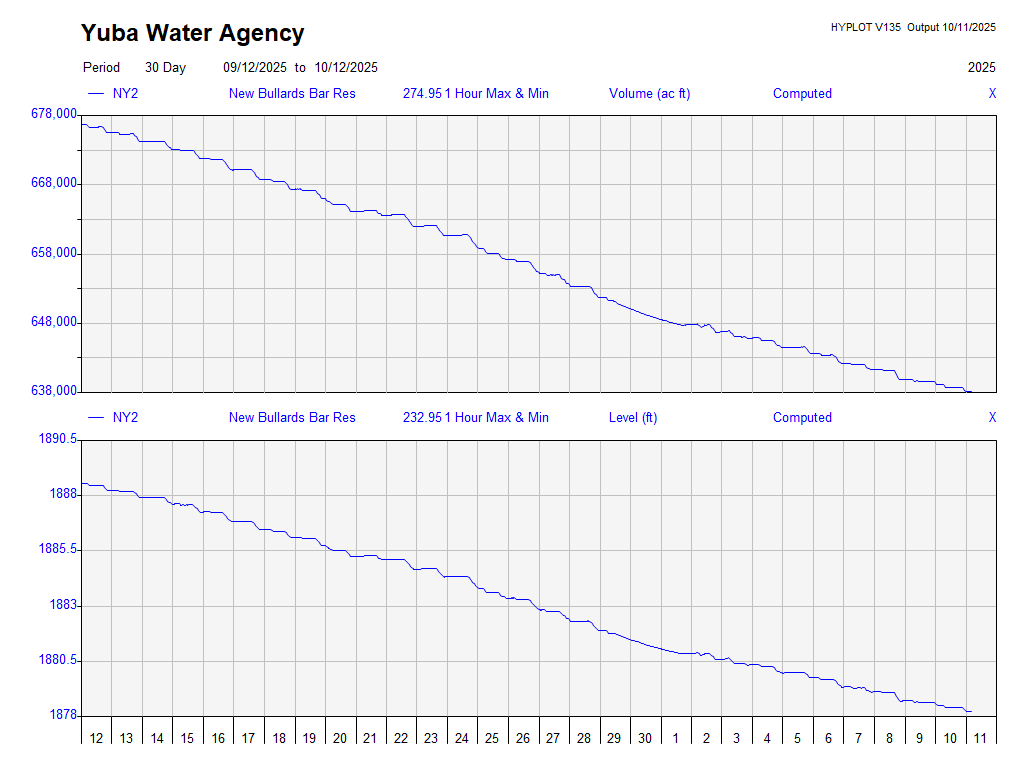 Yuba Water Agency
HYPLOT V135 Output 10/11/2025
Period 30 Day 09/12/2025 to 10/12/2025 2025
NY2 New Bullards Bar Res 274.95 1 Hour Max & Min Volume (ac ft) Computed X
678,000
668,000
658,000
648,000
638,000
NY2 New Bullards Bar Res 232.95 1 Hour Max & Min Level (ft) Computed X
1890.5
1888
1885.5
1883
1880.5
1878
12 13 14 15 16 17 18 19 20 21 22 23 24 25 26 27 28 29 30 1 2 3 4 5 6 7 8 9 10 11